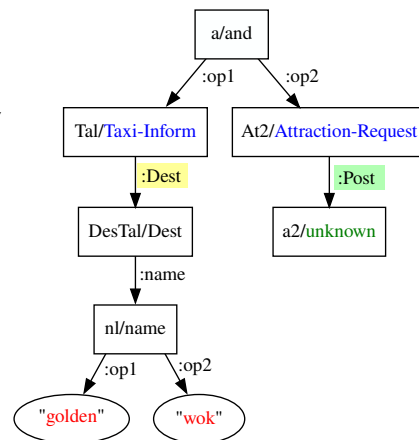 a/and
:op1 :op2
Tal/Taxi-Inform At2/Attraction-Request
:Dest :Post
DesTal/Dest a2/unknown
:name
nl/name
:op1 :op2
"golden" "wok"